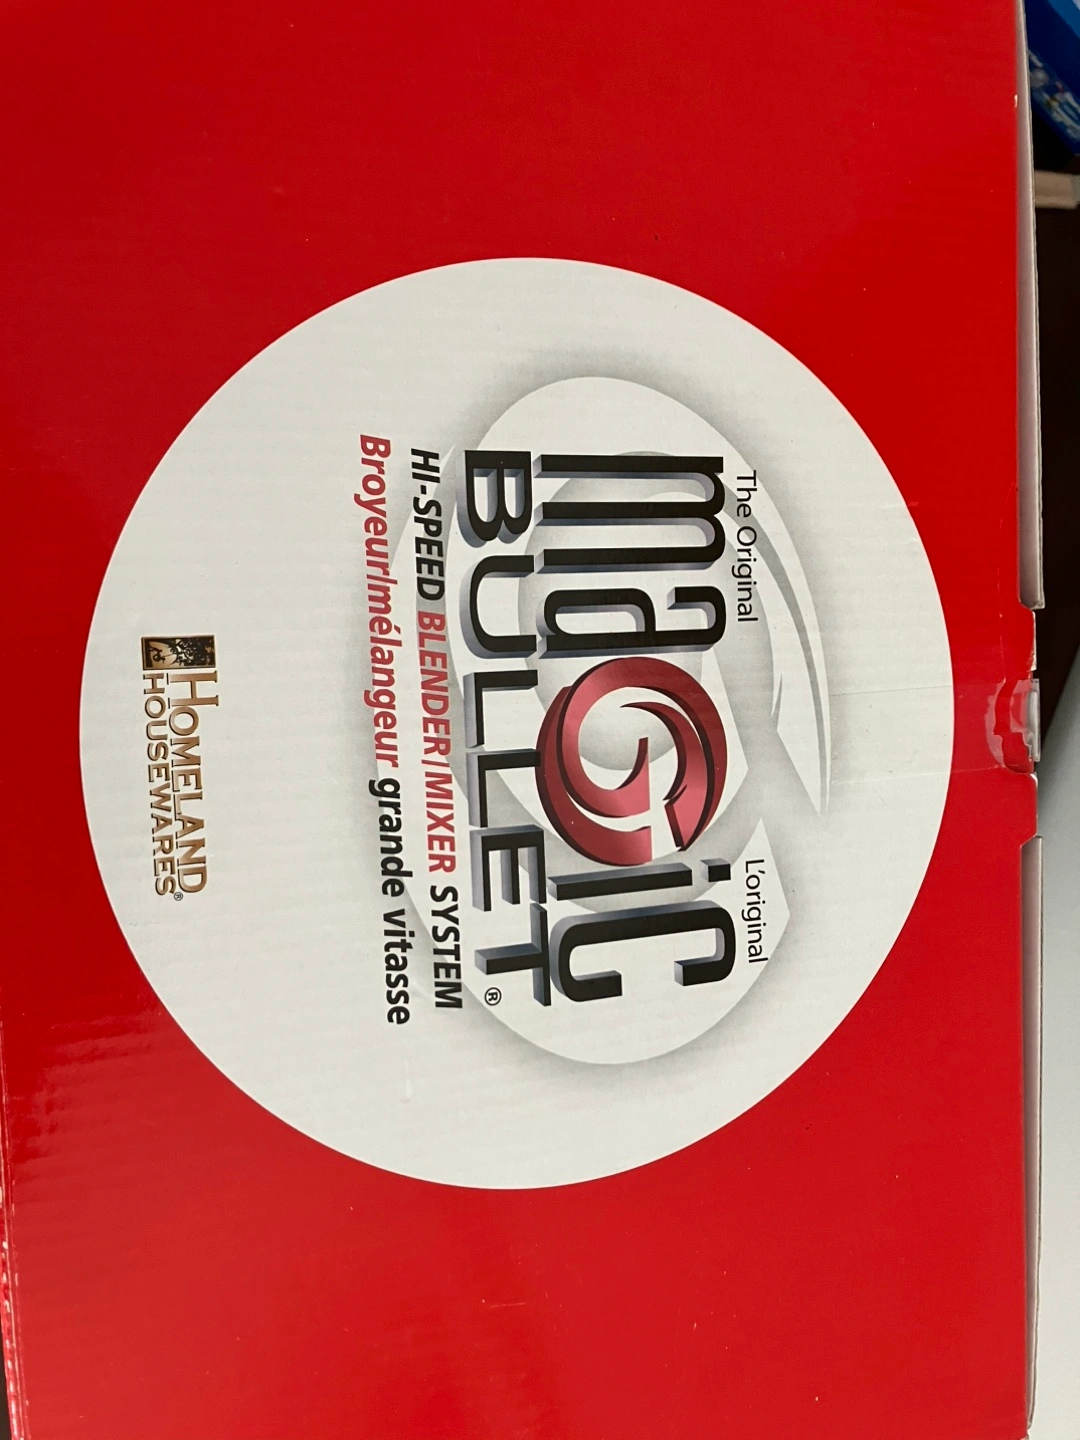 The Original L'original
maGic
BULLET®
HI-SPEED BLENDER/MIXER SYSTEM
Broyeur/mélangeur grande vitasse
HOMELAND
HOUSEWARES®